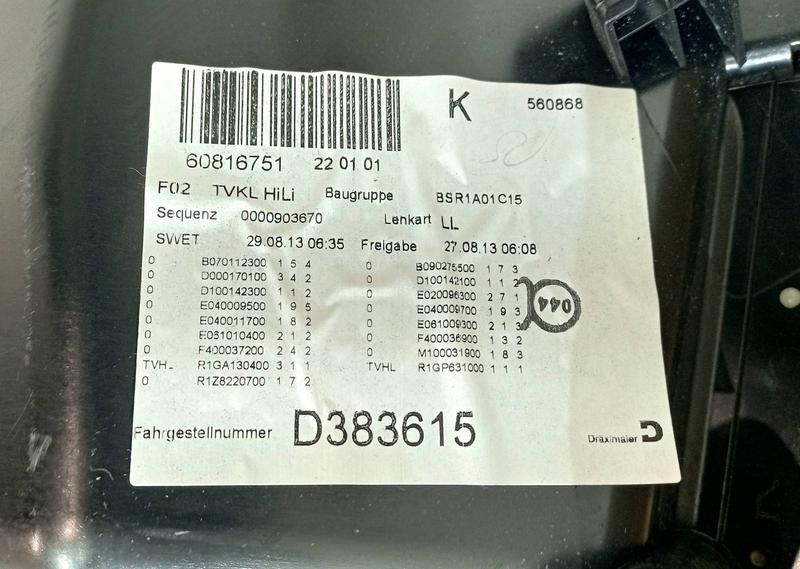 K 560868
60816751 22 01 01
F02 TVKL HiLi Baugruppe BSR1A01C15
Sequenz 0000903670 Lenkart LL
SWET 29.08.13 06:35 Freigabe 27.08.13 06:08
0 B070112300 1 5 4 0 B090275500 1 7 3
0 D000170100 3 4 2 0 D100142100 1 1 2
0 D100142300 1 1 2 0 E020096300 2 7 1
0 E040009500 1 9 5 0 E040009700 1 9 3
0 E040011700 1 8 2 0 E061009300 2 1 3
0 E061010400 2 1 2 0 F400036900 1 3 2
0 F400037200 2 4 2 0 M100031900 1 8 3
TVHL R1GA130400 3 1 1 TVHL R1GP631000 1 1 1
0 R1Z8220700 1 7 2
044
Fahrgestellnummer D383615
Dräxlmaier